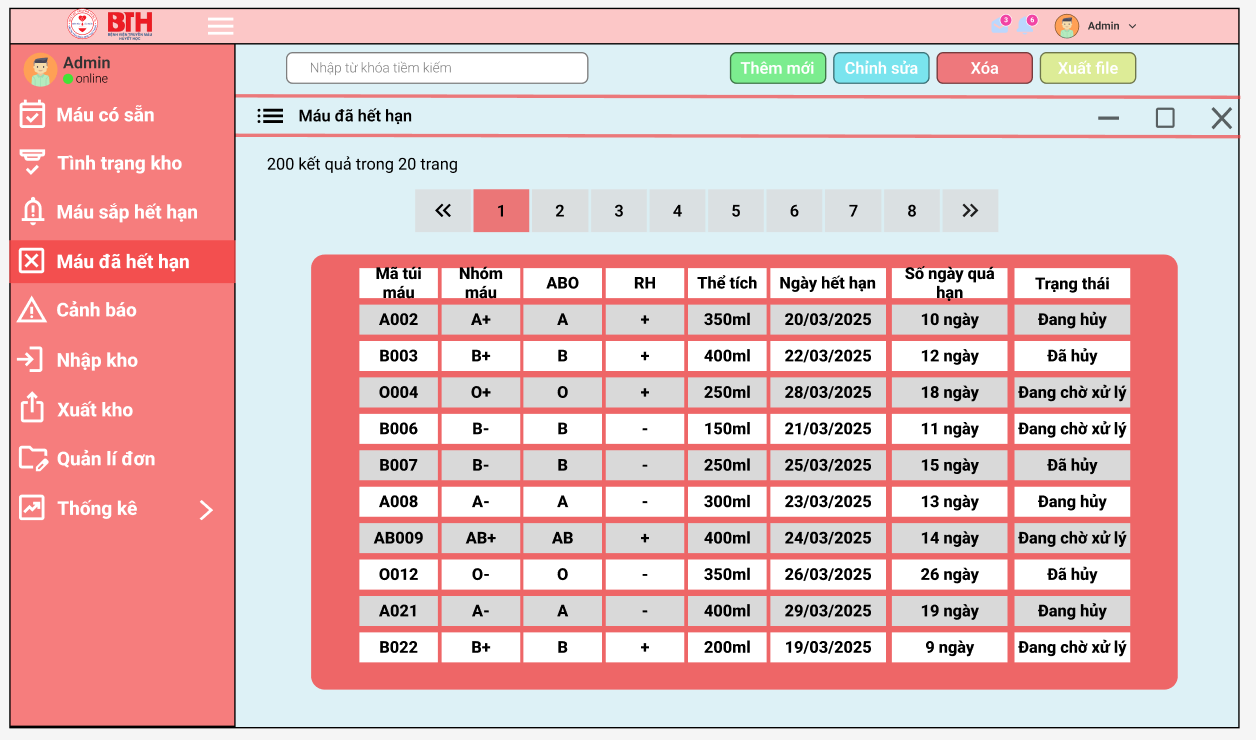 BTH
BỆNH VIỆN TRUYỀN MÁU
HUYẾT HỌC
3
6
Admin
Admin
online
Máu có sẵn
Tình trạng kho
Máu sắp hết hạn
Máu đã hết hạn
Cảnh báo
Nhập kho
Xuất kho
Quản lí đơn
Thống kê
Nhập từ khóa tìm kiếm
Thêm mới
Chỉnh sửa
Xóa
Xuất file
Máu đã hết hạn
200 kết quả trong 20 trang
« 1 2 3 4 5 6 7 8 »
Mã túi máu Nhóm máu ABO RH Thể tích Ngày hết hạn Số ngày quá hạn Trạng thái
A002 A+ A + 350ml 20/03/2025 10 ngày Đang hủy
B003 B+ B + 400ml 22/03/2025 12 ngày Đã hủy
O004 O+ O + 250ml 28/03/2025 18 ngày Đang chờ xử lý
B006 B- B - 150ml 21/03/2025 11 ngày Đang chờ xử lý
B007 B- B - 250ml 25/03/2025 15 ngày Đã hủy
A008 A- A - 300ml 23/03/2025 13 ngày Đang hủy
AB009 AB+ AB + 400ml 24/03/2025 14 ngày Đang chờ xử lý
O012 O- O - 350ml 26/03/2025 26 ngày Đã hủy
A021 A- A - 400ml 29/03/2025 19 ngày Đang hủy
B022 B+ B + 200ml 19/03/2025 9 ngày Đang chờ xử lý